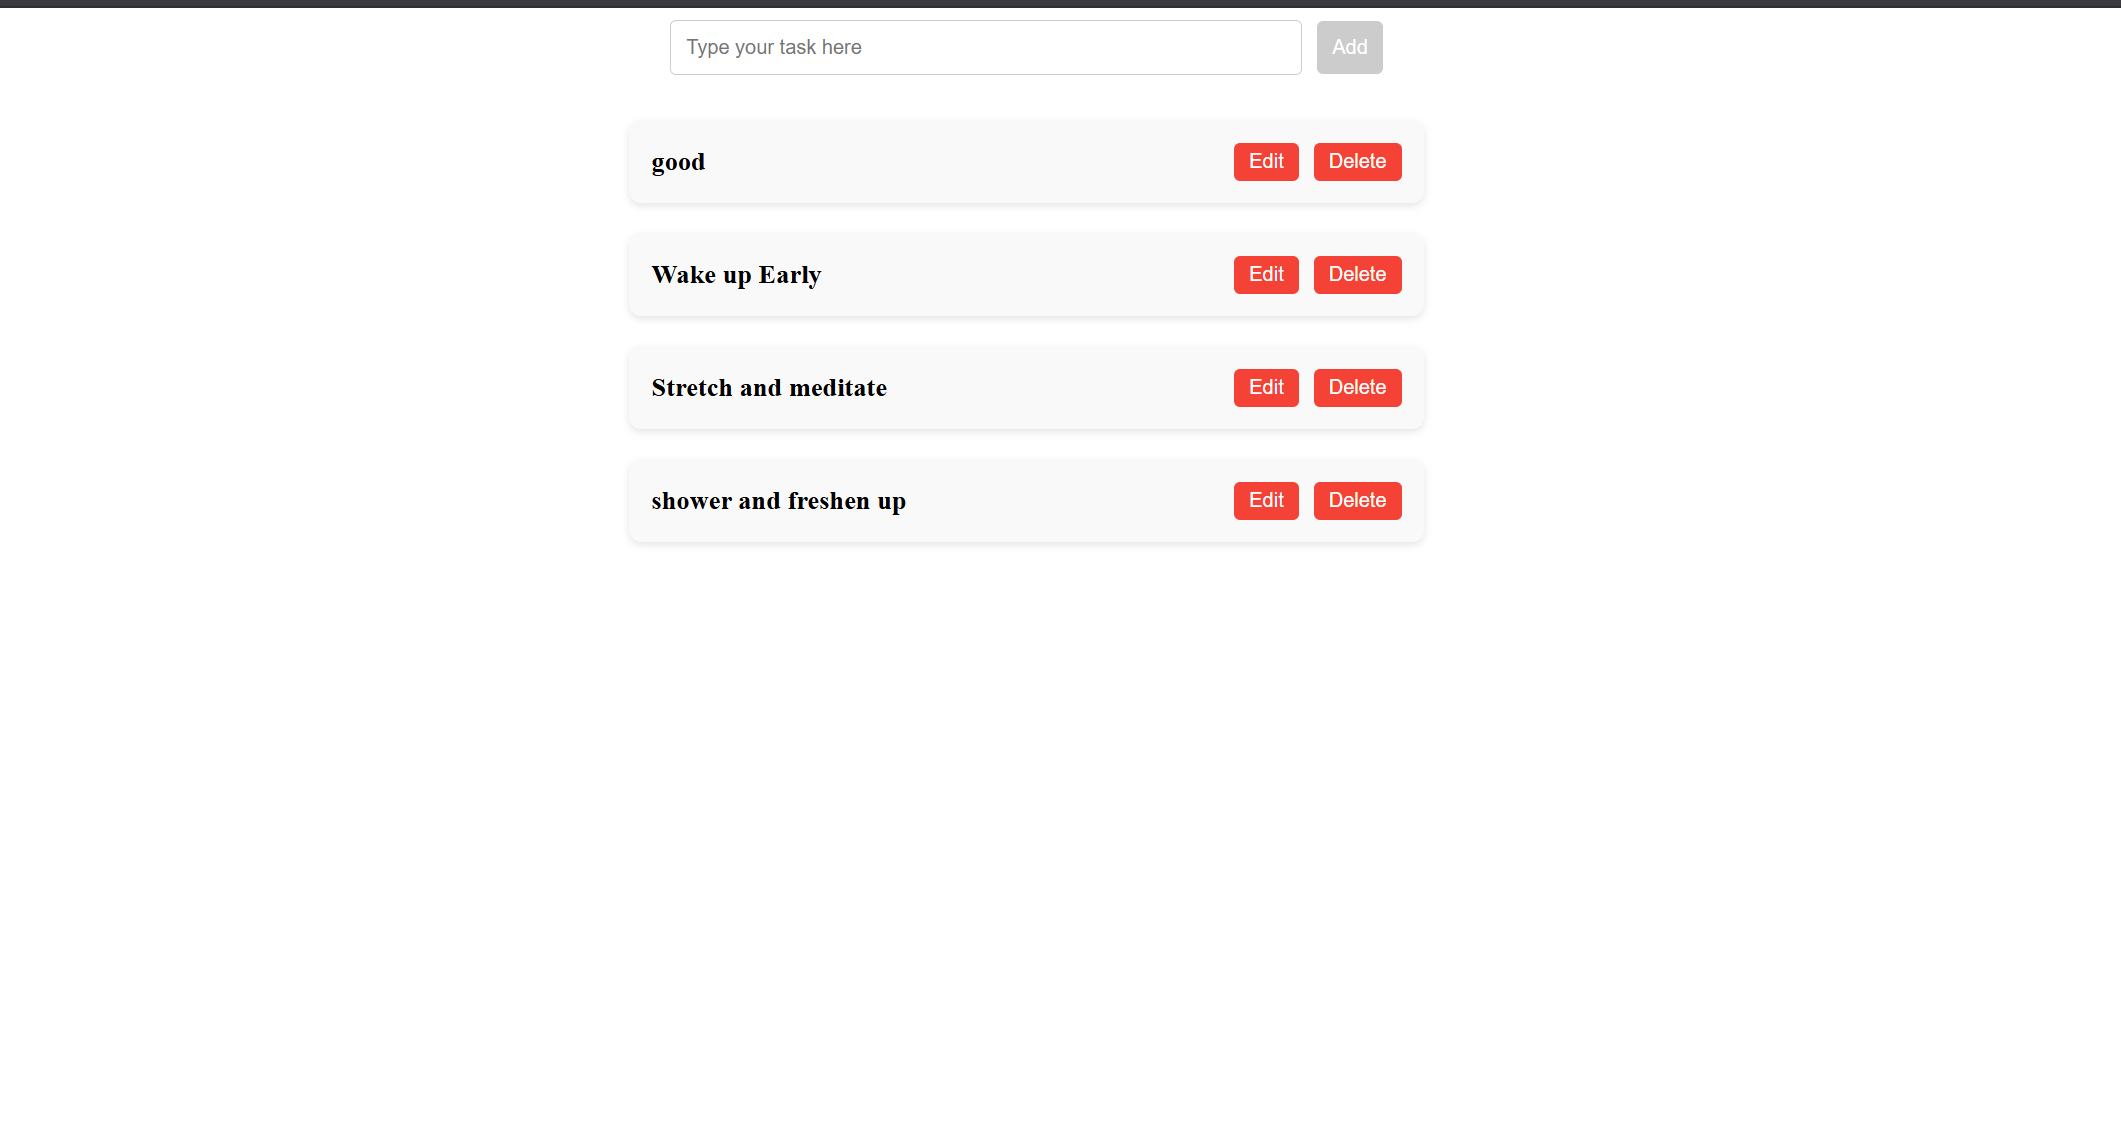 Type your task here Add
good Edit Delete
Wake up Early Edit Delete
Stretch and meditate Edit Delete
shower and freshen up Edit Delete